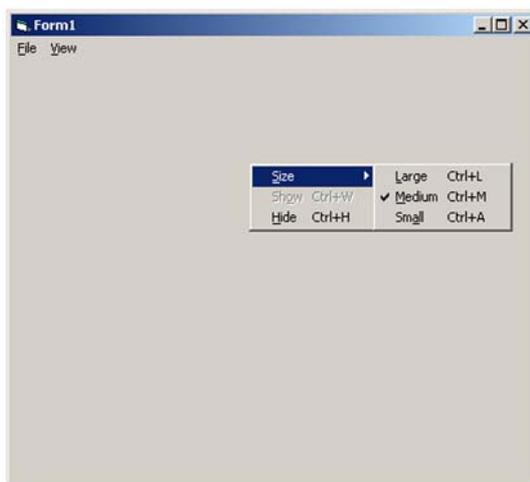 Form1
File View
Size Large Ctrl+L
Show Ctrl+W Medium Ctrl+M
Hide Ctrl+H Small Ctrl+A